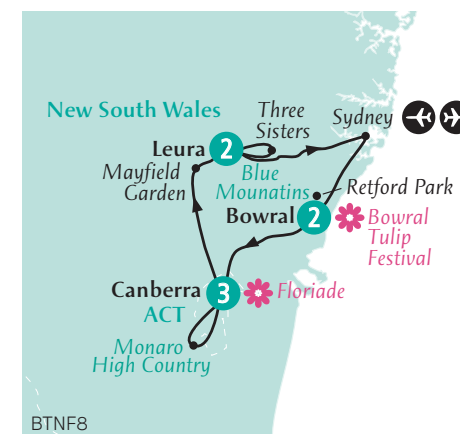 New South Wales
Three
Sisters
Sydney
Leura 2
Mayfield
Garden
Blue
Mounatins
Retford Park
Bowral 2
Bowral
Tulip
Festival
Canberra 3
Floriade
ACT
Monaro
High Country
BTNF8